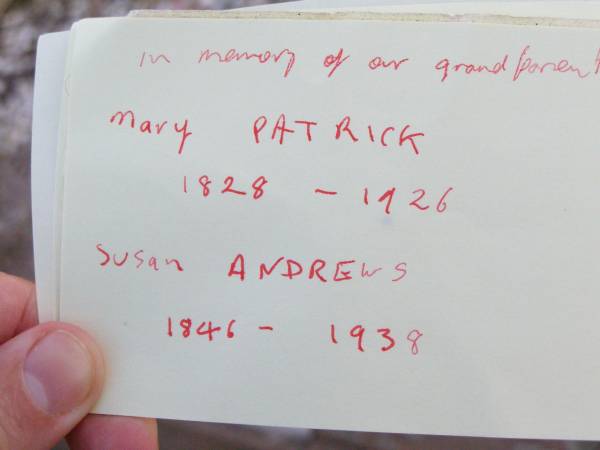 in memory of our grandparent
Mary PATRICK
1828 - 1926
Susan ANDREWS
1846 - 1938